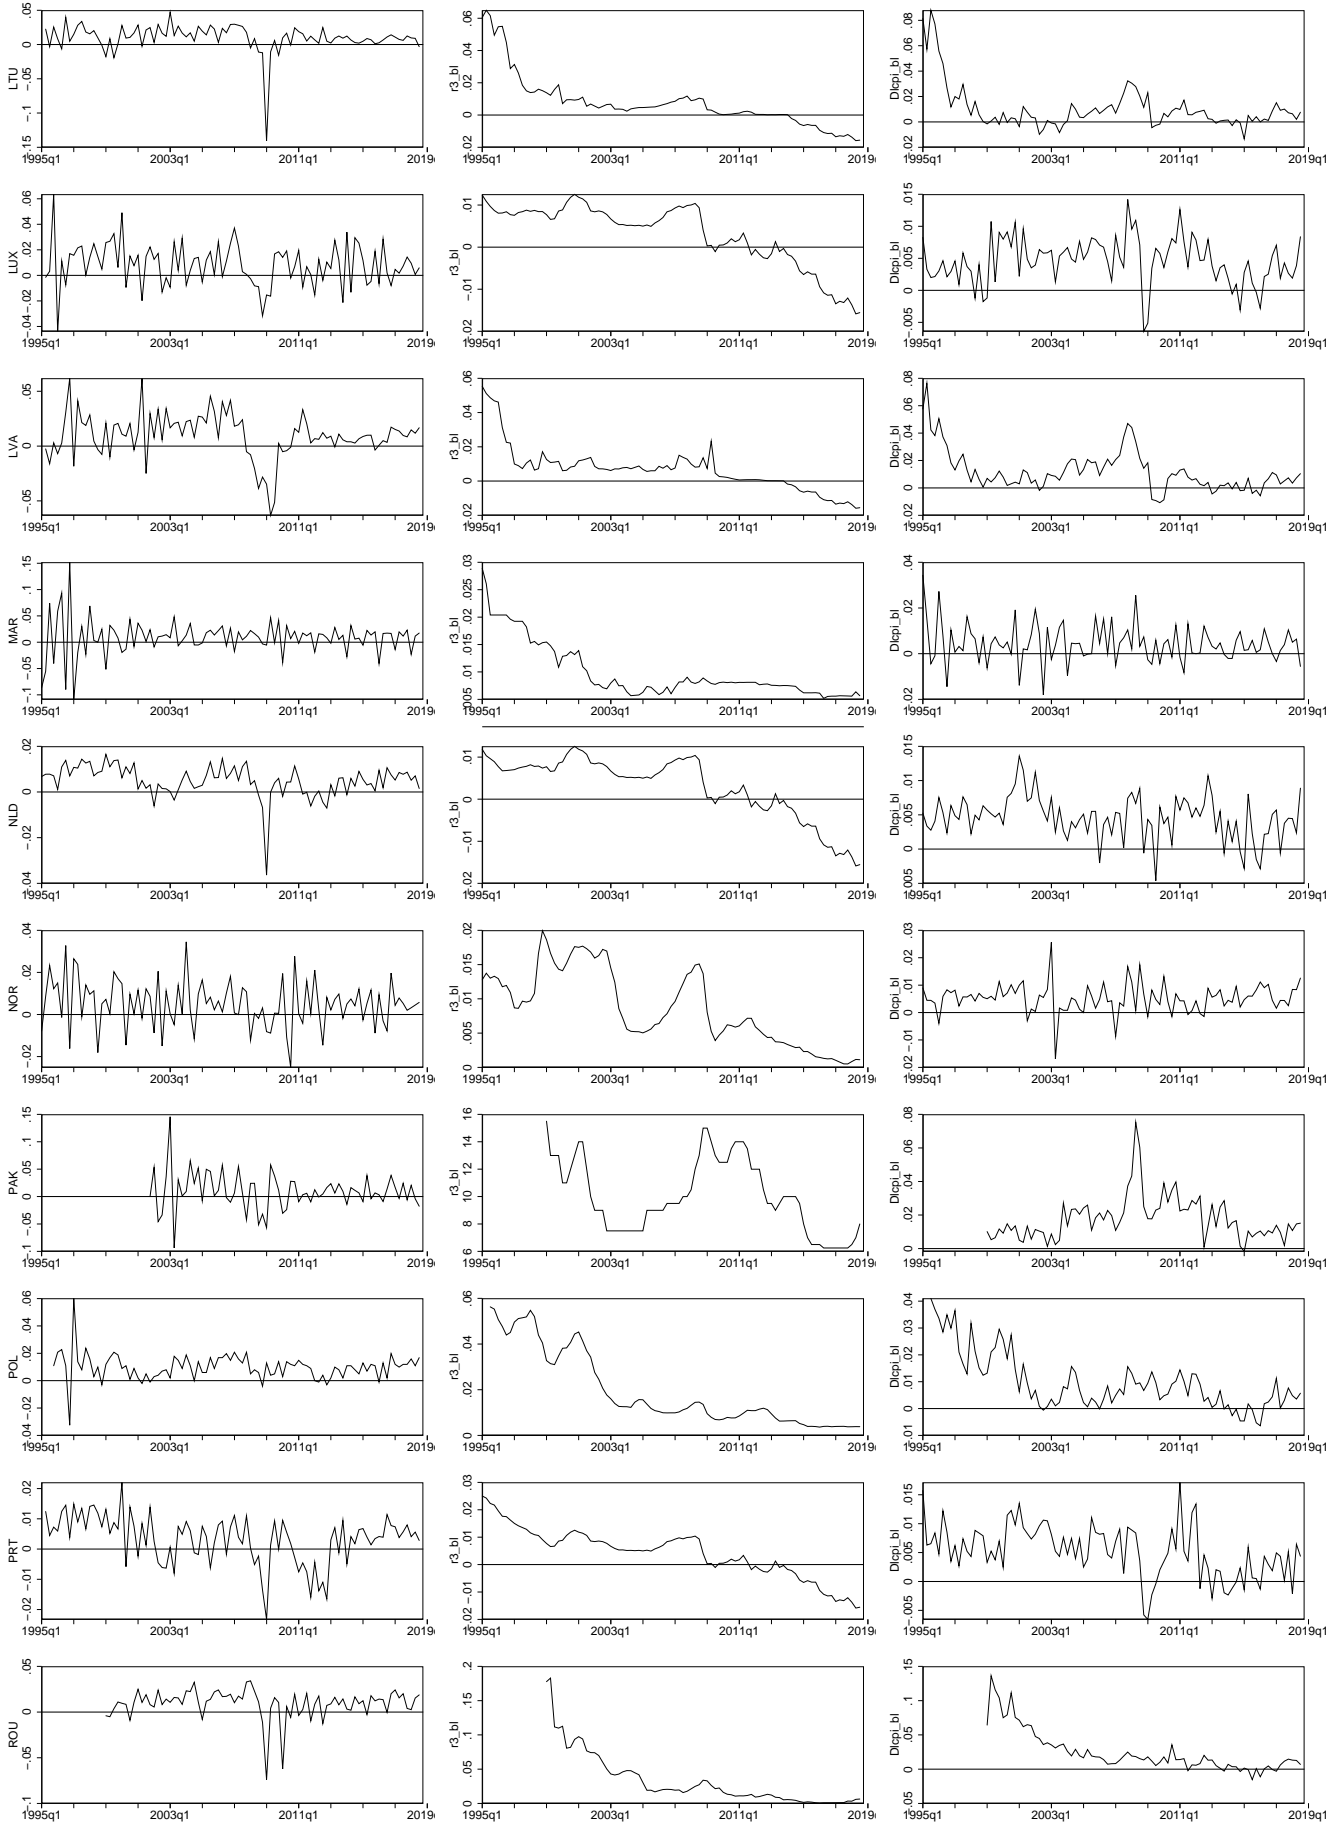 LTU
.15 -.1 -.05 0 .05
1995q1 2003q1 2011q1 2019
r3_bl
.02 0 .02 .04 .06
1995q1 2003q1 2011q1 2019
Dlcpi_bl
.02 0 .02 .04 .06 .08
1995q1 2003q1 2011q1 2019q1
LUX
-.04 -.02 0 .02 .04 .06
1995q1 2003q1 2011q1 2019
r3_bl
.02 -.01 0 .01
1995q1 2003q1 2011q1 2019
Dlcpi_bl
-.005 0 .005 .01 .015
1995q1 2003q1 2011q1 2019q1
LVA
-.05 0 .05
1995q1 2003q1 2011q1 2019
r3_bl
.02 0 .02 .04 .06
1995q1 2003q1 2011q1 2019
Dlcpi_bl
.02 0 .02 .04 .06 .08
1995q1 2003q1 2011q1 2019q1
MAR
-.1 -.05 0 .05 .1 .15
1995q1 2003q1 2011q1 2019
r3_bl
.005 .01 .015 .02 .025 .03
1995q1 2003q1 2011q1 2019
Dlcpi_bl
.02 0 .02 .04
1995q1 2003q1 2011q1 2019q1
NLD
.04 -.02 0 .02
1995q1 2003q1 2011q1 2019
r3_bl
.02 -.01 0 .01
1995q1 2003q1 2011q1 2019
Dlcpi_bl
.005 0 .005 .01 .015
1995q1 2003q1 2011q1 2019q1
NOR
-.02 0 .02 .04
1995q1 2003q1 2011q1 2019
r3_bl
0 .005 .01 .015 .02
1995q1 2003q1 2011q1 2019
Dlcpi_bl
.02 -.01 0 .01 .02 .03
1995q1 2003q1 2011q1 2019q1
PAK
-.1 -.05 0 .05 .1 .15
1995q1 2003q1 2011q1 2019
r3_bl
6 8 10 12 14 16
1995q1 2003q1 2011q1 2019
Dlcpi_bl
0 .02 .04 .06 .08
1995q1 2003q1 2011q1 2019q1
POL
.04 -.02 0 .02 .04 .06
1995q1 2003q1 2011q1 2019
r3_bl
0 .02 .04 .06
1995q1 2003q1 2011q1 2019
Dlcpi_bl
.01 0 .01 .02 .03 .04
1995q1 2003q1 2011q1 2019q1
PRT
-.02 -.01 0 .01 .02
1995q1 2003q1 2011q1 2019
r3_bl
.02 -.01 0 .01 .02 .03
1995q1 2003q1 2011q1 2019
Dlcpi_bl
-.005 0 .005 .01 .015
1995q1 2003q1 2011q1 2019q1
ROU
-.1 -.05 0 .05
1995q1 2003q1 2011q1 2019
r3_bl
0 .05 .1 .15 .2
1995q1 2003q1 2011q1 2019
Dlcpi_bl
.05 0 .05 .1 .15
1995q1 2003q1 2011q1 2019q1